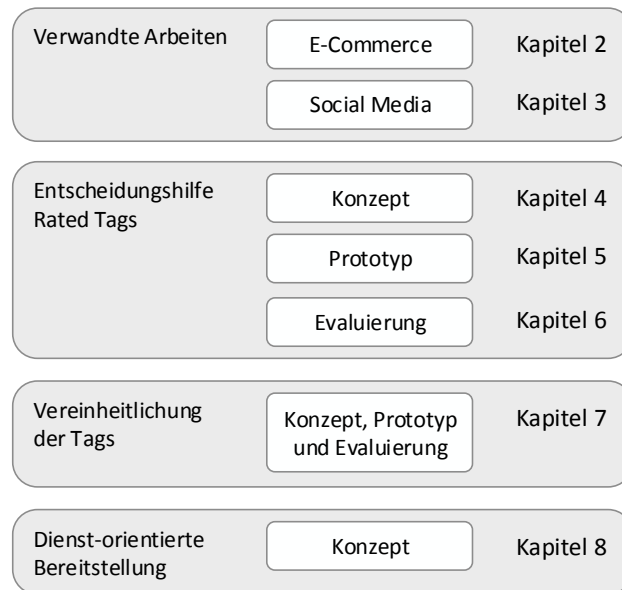 Verwandte Arbeiten
E-Commerce
Kapitel 2
Social Media
Kapitel 3
Entscheidungshilfe
Rated Tags
Konzept
Kapitel 4
Prototyp
Kapitel 5
Evaluierung
Kapitel 6
Vereinheitlichung
der Tags
Konzept, Prototyp
und Evaluierung
Kapitel 7
Dienst-orientierte
Bereitstellung
Konzept
Kapitel 8